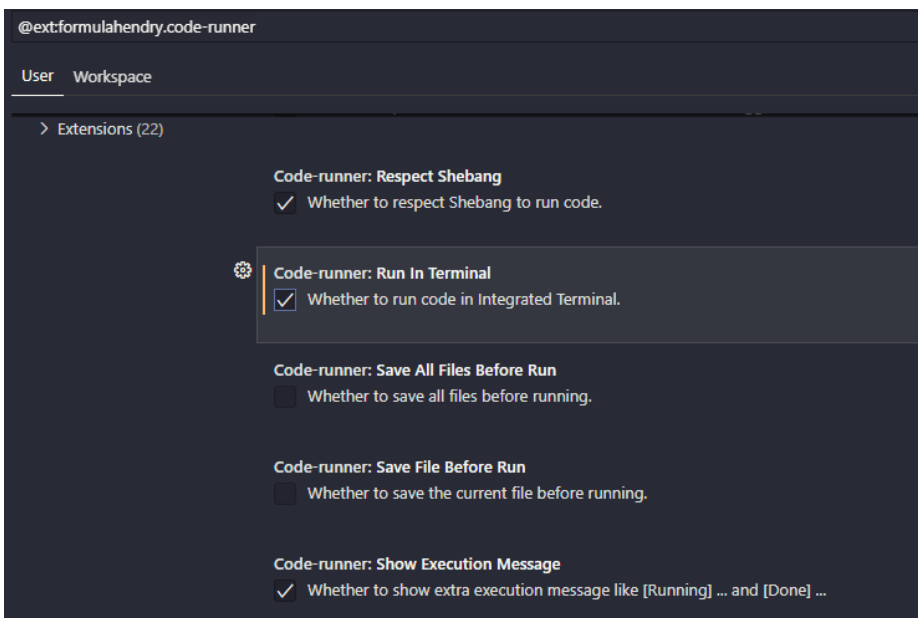 @ext:formulahendry.code-runner
User Workspace
Extensions (22)
Code-runner: Respect Shebang
Whether to respect Shebang to run code.
Code-runner: Run In Terminal
Whether to run code in Integrated Terminal.
Code-runner: Save All Files Before Run
Whether to save all files before running.
Code-runner: Save File Before Run
Whether to save the current file before running.
Code-runner: Show Execution Message
Whether to show extra execution message like [Running] ... and [Done] ...